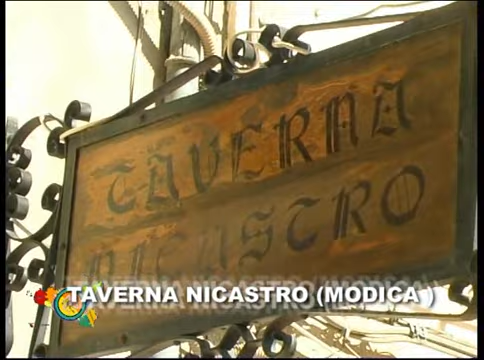 TAVERNA
NICASTRO
TAVERNA NICASTRO (MODICA )